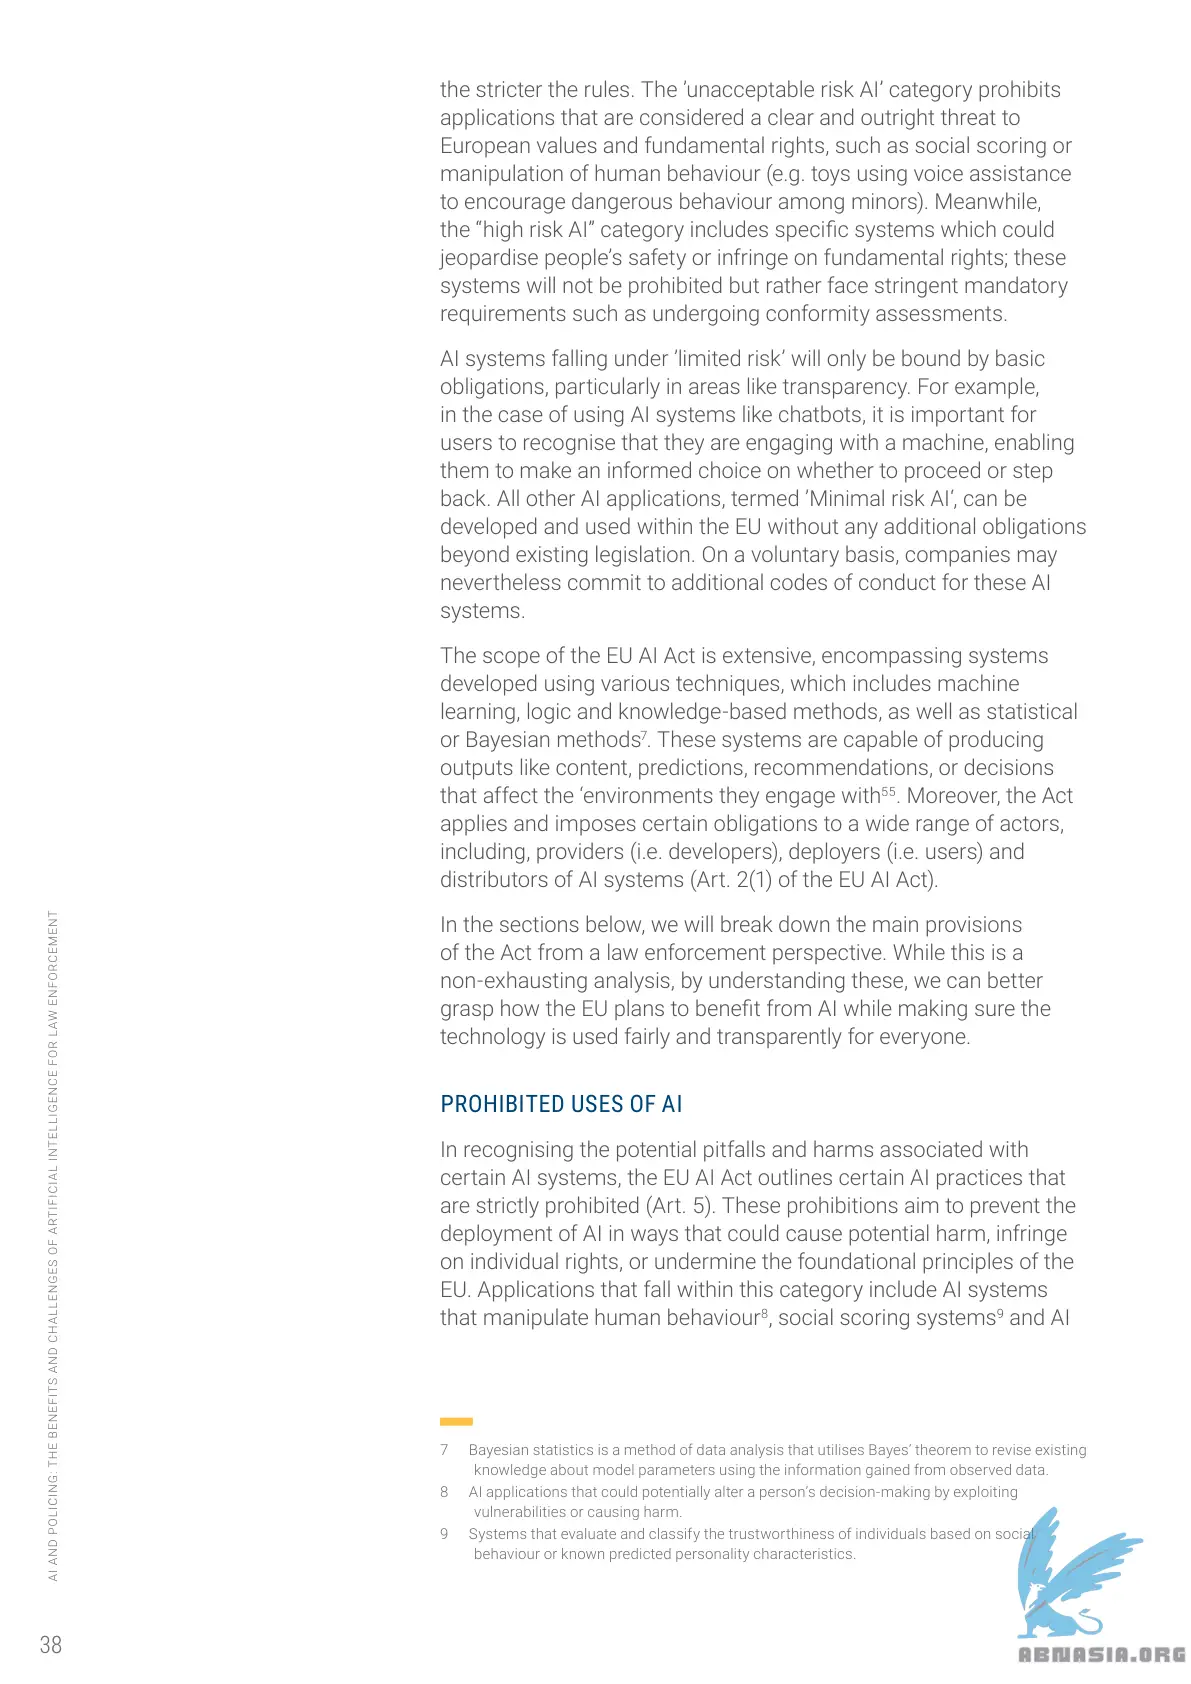 the stricter the rules. The ’unacceptable risk AI’ category prohibits
applications that are considered a clear and outright threat to
European values and fundamental rights, such as social scoring or
manipulation of human behaviour (e.g. toys using voice assistance
to encourage dangerous behaviour among minors). Meanwhile,
the “high risk AI” category includes specific systems which could
jeopardise people’s safety or infringe on fundamental rights; these
systems will not be prohibited but rather face stringent mandatory
requirements such as undergoing conformity assessments.
AI systems falling under ’limited risk’ will only be bound by basic
obligations, particularly in areas like transparency. For example,
in the case of using AI systems like chatbots, it is important for
users to recognise that they are engaging with a machine, enabling
them to make an informed choice on whether to proceed or step
back. All other AI applications, termed ’Minimal risk AI’, can be
developed and used within the EU without any additional obligations
beyond existing legislation. On a voluntary basis, companies may
nevertheless commit to additional codes of conduct for these AI
systems.
The scope of the EU AI Act is extensive, encompassing systems
developed using various techniques, which includes machine
learning, logic and knowledge-based methods, as well as statistical
or Bayesian methods⁷. These systems are capable of producing
outputs like content, predictions, recommendations, or decisions
that affect the ‘environments they engage with⁵⁵. Moreover, the Act
applies and imposes certain obligations to a wide range of actors,
including, providers (i.e. developers), deployers (i.e. users) and
distributors of AI systems (Art. 2(1) of the EU AI Act).
In the sections below, we will break down the main provisions
of the Act from a law enforcement perspective. While this is a
non-exhausting analysis, by understanding these, we can better
grasp how the EU plans to benefit from AI while making sure the
technology is used fairly and transparently for everyone.
PROHIBITED USES OF AI
In recognising the potential pitfalls and harms associated with
certain AI systems, the EU AI Act outlines certain AI practices that
are strictly prohibited (Art. 5). These prohibitions aim to prevent the
deployment of AI in ways that could cause potential harm, infringe
on individual rights, or undermine the foundational principles of the
EU. Applications that fall within this category include AI systems
that manipulate human behaviour⁸, social scoring systems⁹ and AI
7 Bayesian statistics is a method of data analysis that utilises Bayes’ theorem to revise existing
knowledge about model parameters using the information gained from observed data.
8 AI applications that could potentially alter a person’s decision-making by exploiting
vulnerabilities or causing harm.
9 Systems that evaluate and classify the trustworthiness of individuals based on social
behaviour or known predicted personality characteristics.
AI AND POLICING: THE BENEFITS AND CHALLENGES OF ARTIFICIAL INTELLIGENCE FOR LAW ENFORCEMENT
38
ABNASIA.ORG